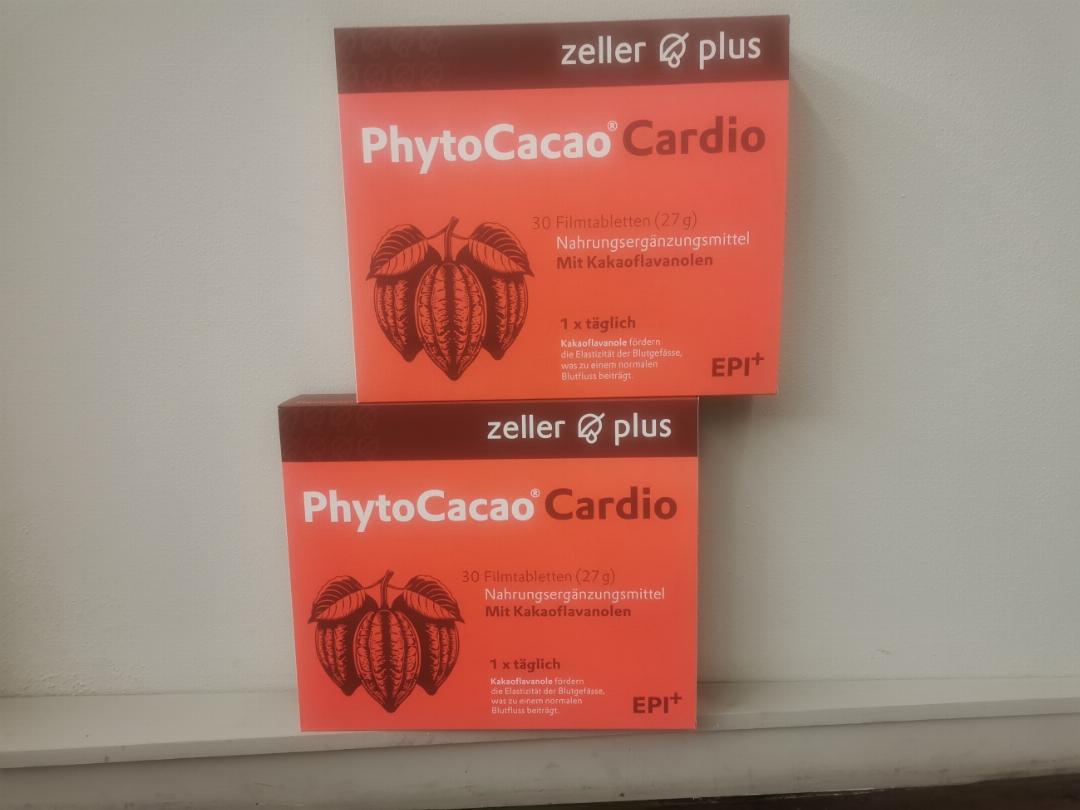 zeller plus
PhytoCacao® Cardio
30 Filmtabletten (27 g)
Nahrungsergänzungsmittel
Mit Kakaoflavanolen
1 x täglich
Kakaoflavanole fördern
die Elastizität der Blutgefässe,
was zu einem normalen
Blutfluss beiträgt.
EPI+
zeller plus
PhytoCacao® Cardio
30 Filmtabletten (27 g)
Nahrungsergänzungsmittel
Mit Kakaoflavanolen
1 x täglich
Kakaoflavanole fördern
die Elastizität der Blutgefässe,
was zu einem normalen
Blutfluss beiträgt.
EPI+